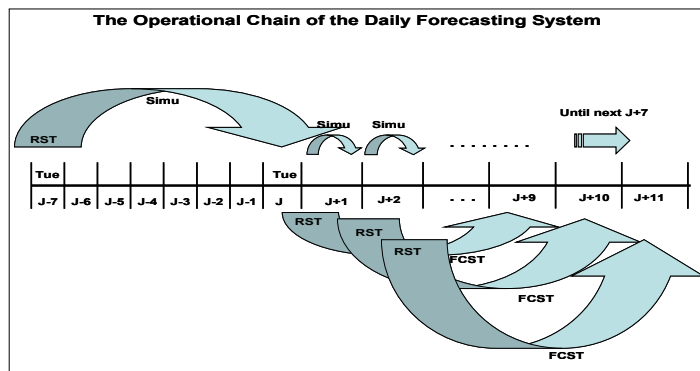 The Operational Chain of the Daily Forecasting System
Simu
RST
Simu
Simu
Until next J+7
. . . . . . . .
Tue
Tue
J-7 J-6 J-5 J-4 J-3 J-2 J-1 J J+1 J+2 - - - J+9 J+10 J+11
RST
RST
RST
FCST
FCST
FCST